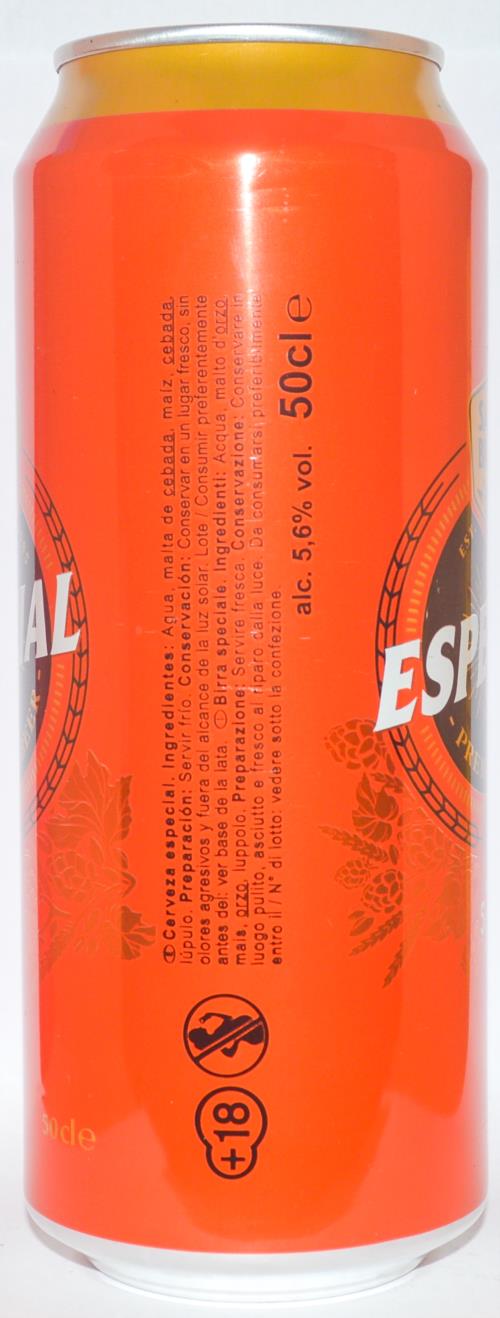 Ⓔ Cerveza especial. Ingredientes: Agua, malta de cebada, maíz, cebada,
lúpulo. Preparación: Servir frío. Conservación: Conservar en un lugar fresco, sin
olores agresivos y fuera del alcance de la luz solar. Lote / Consumir preferentemente
antes del: ver base de la lata. Ⓘ Birra speciale. Ingredienti: Acqua, malto d'orzo,
mais, orzo, luppolo. Preparazione: Servire fresca. Conservazione: Conservare in
luogo pulito, asciutto e fresco al riparo dalla luce. Da consumarsi preferibilmente
entro il / N° di lotto: vedere sotto la confezione.
alc. 5,6% vol. 50cl e
+18
50cl e
IAL
ESPE
EST
- PRE